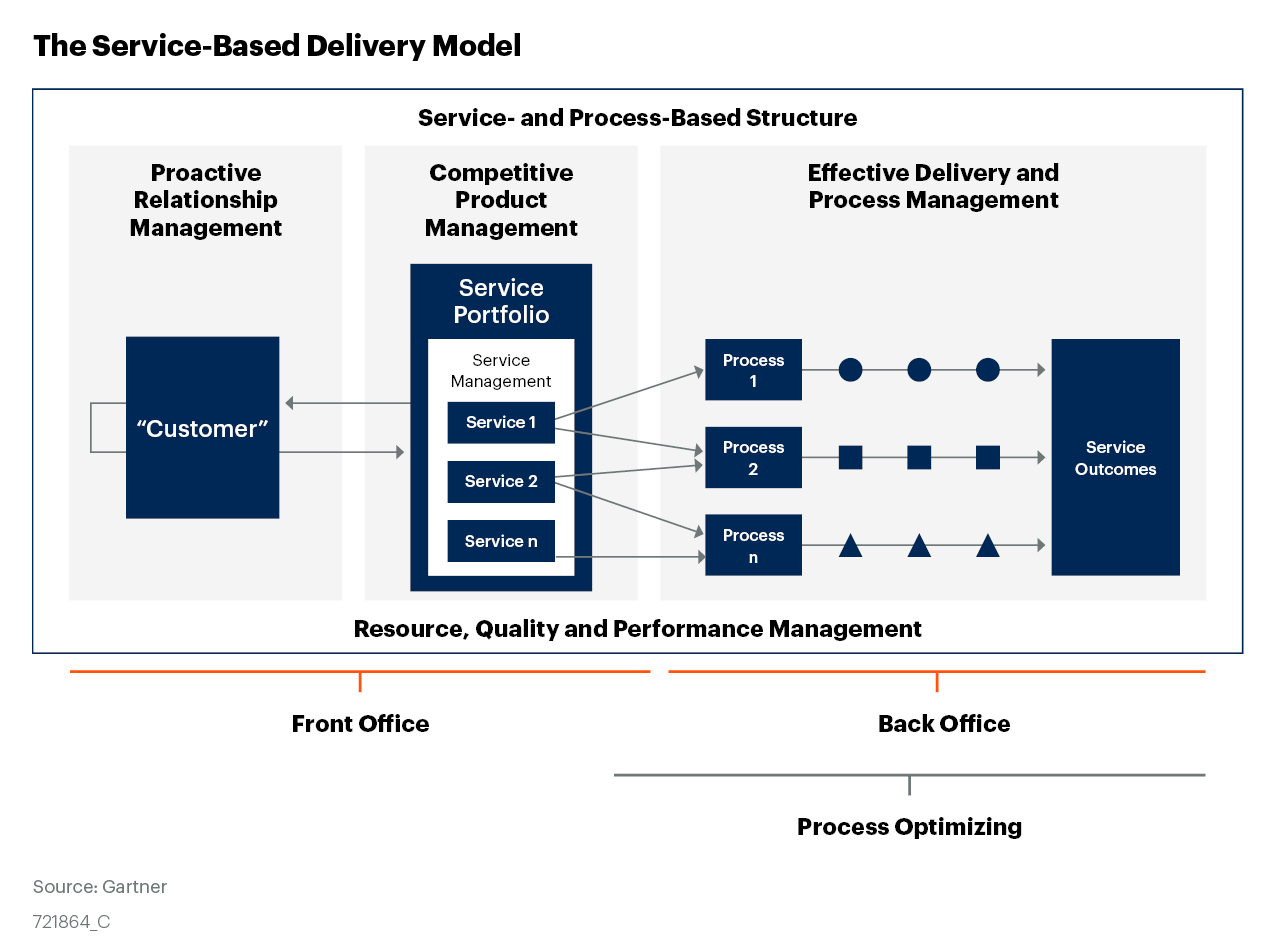 The Service-Based Delivery Model
Service- and Process-Based Structure
Proactive
Relationship
Management
Competitive
Product
Management
Effective Delivery and
Process Management
“Customer”
Service
Portfolio
Service
Management
Service 1
Service 2
Service n
Process
1
Process
2
Process
n
Service
Outcomes
Resource, Quality and Performance Management
Front Office
Back Office
Process Optimizing
Source: Gartner
721864_C